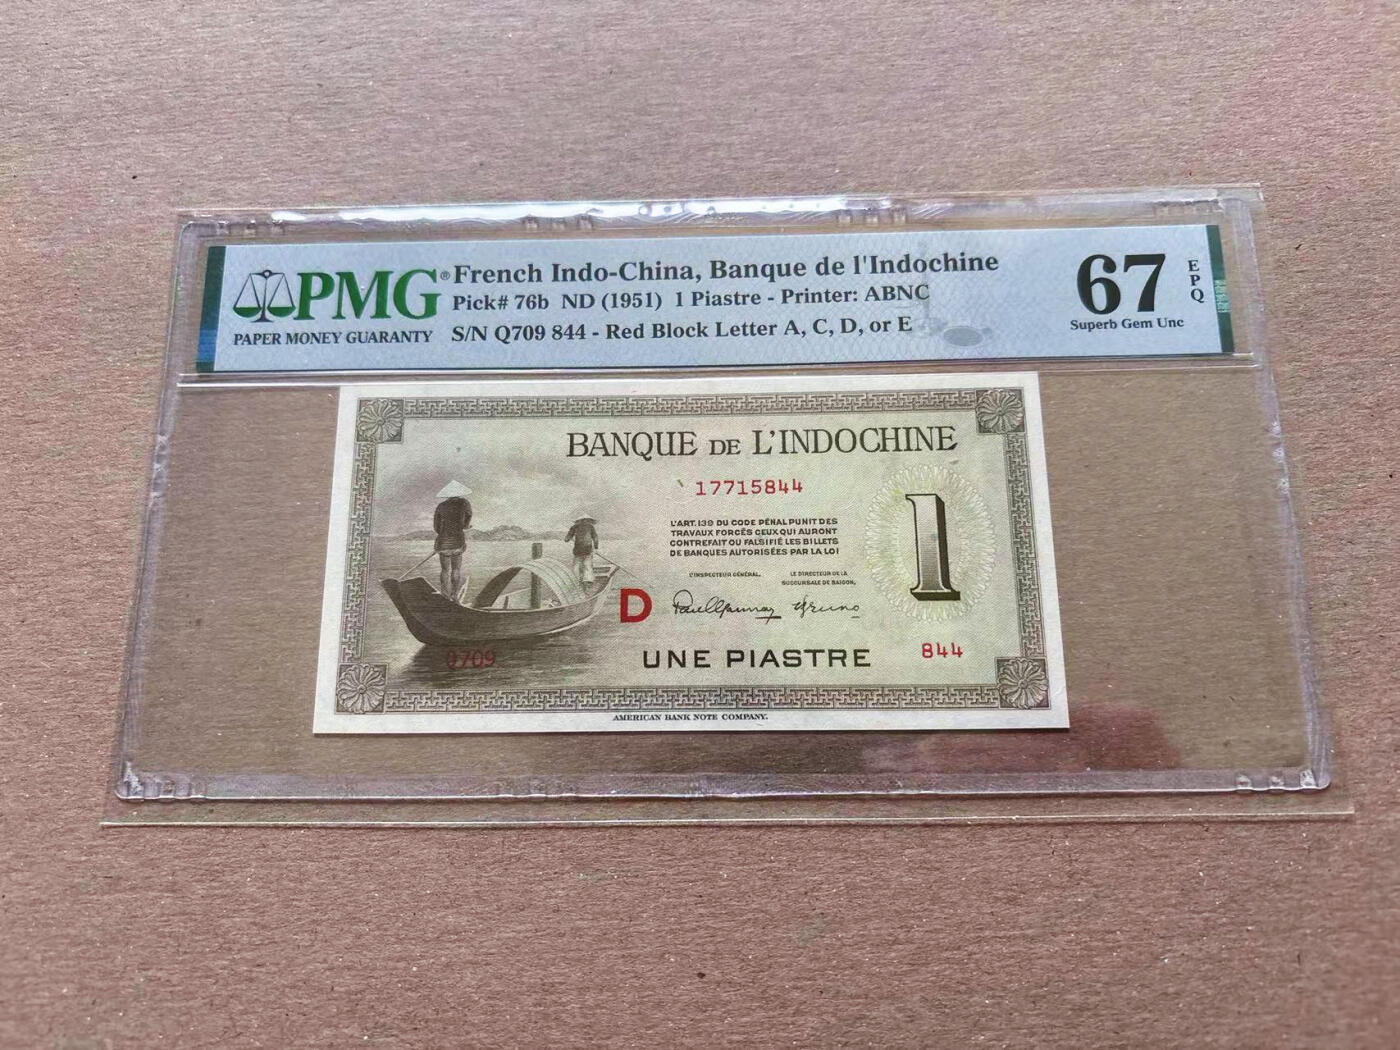 PMG®
PAPER MONEY GUARANTY
French Indo-China, Banque de l'Indochine
Pick# 76b ND (1951) 1 Piastre - Printer: ABNC
S/N Q709 844 - Red Block Letter A, C, D, or E
67
EPQ
Superb Gem Unc
BANQUE DE L'INDOCHINE
17715844
L'ART. 139 DU CODE PÉNAL PUNIT DES
TRAVAUX FORCÉS CEUX QUI AURONT
CONTREFAIT OU FALSIFIÉ LES BILLETS
DE BANQUES AUTORISÉES PAR LA LOI
L'INSPECTEUR GÉNÉRAL,
LE DIRECTEUR DE LA
SUCCURSALE DE SAIGON,
1
D
Q709
UNE PIASTRE
844
AMERICAN BANK NOTE COMPANY.